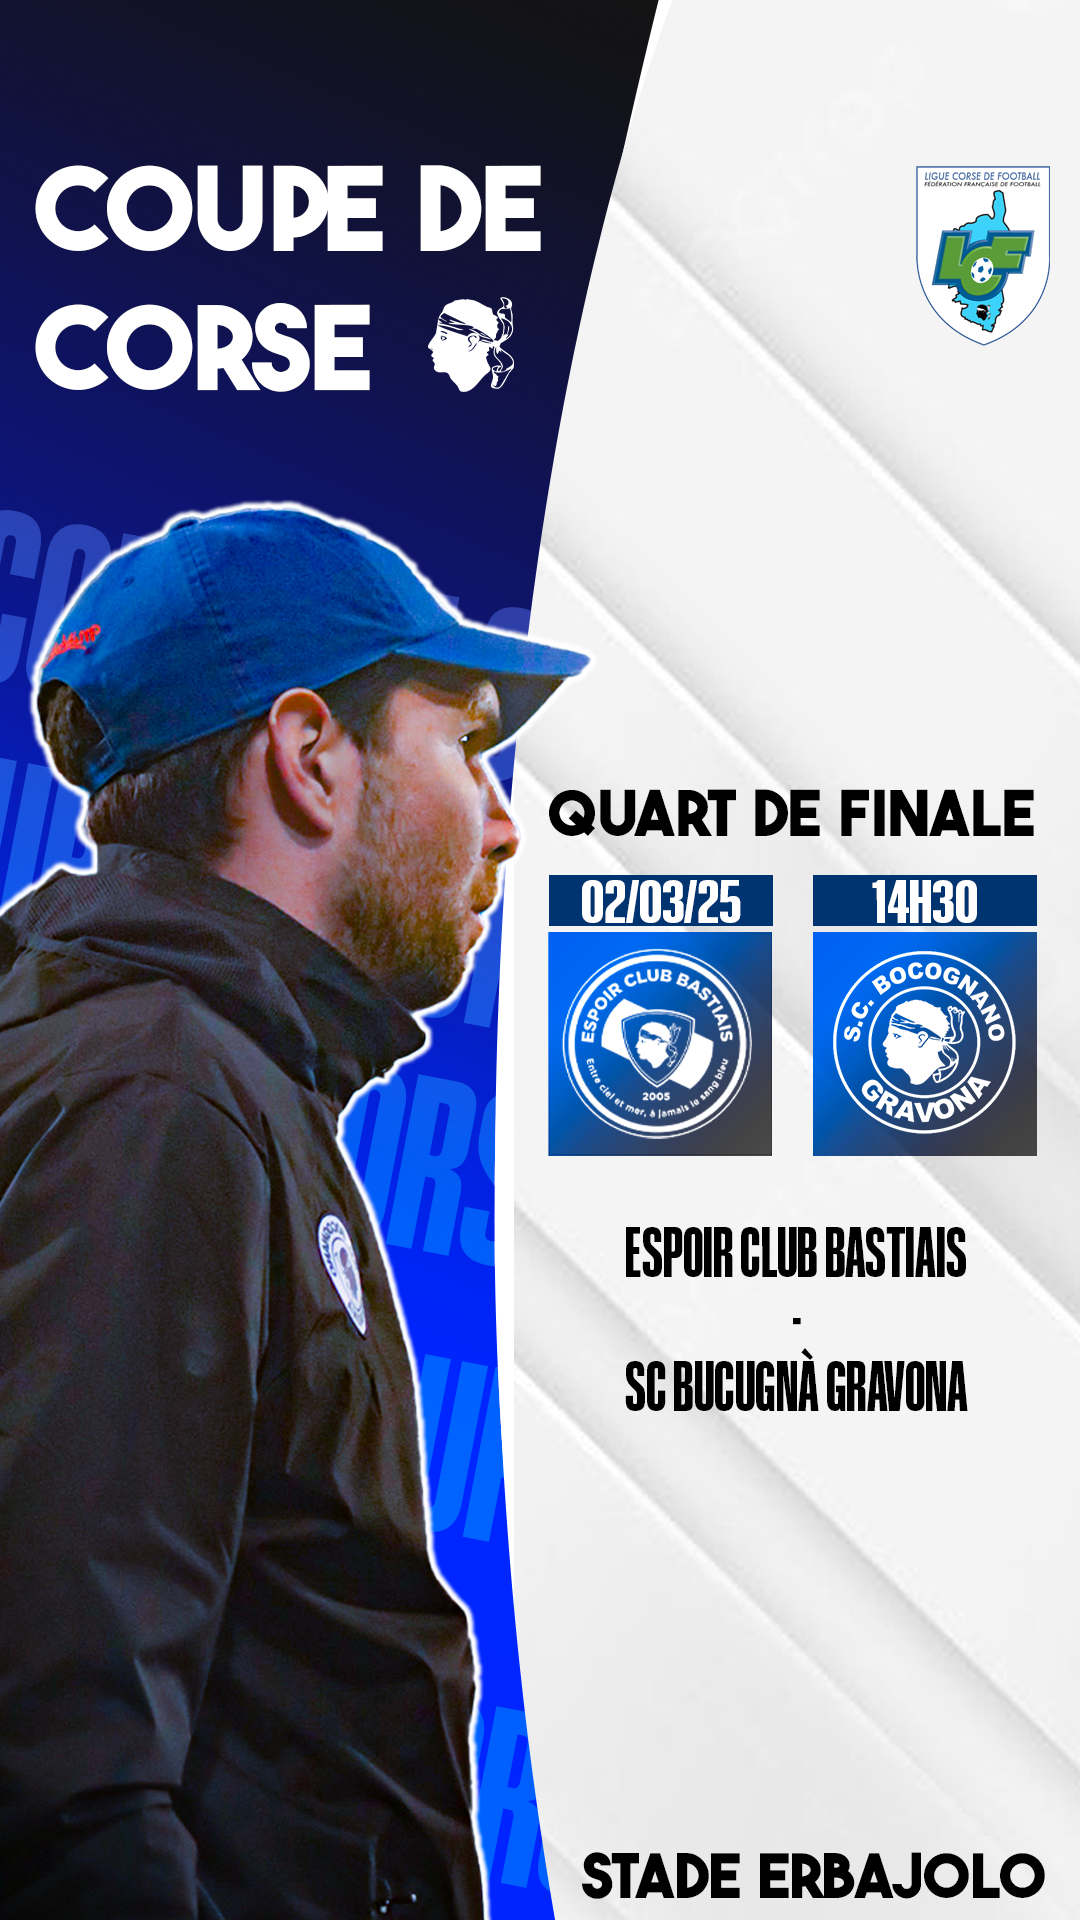 COUPE DE
CORSE
LIGUE CORSE DE FOOTBALL
FÉDÉRATION FRANÇAISE DE FOOTBALL
LCF
QUART DE FINALE
02/03/25
14H30
ESPOIR CLUB BASTIAIS
Entre ciel et mer, à jamais le sang bleu
2005
S.C. BOCOGNANO
GRAVONA
ESPOIR CLUB BASTIAIS
-
SC BUCUGNÀ GRAVONA
STADE ERBAJOLO